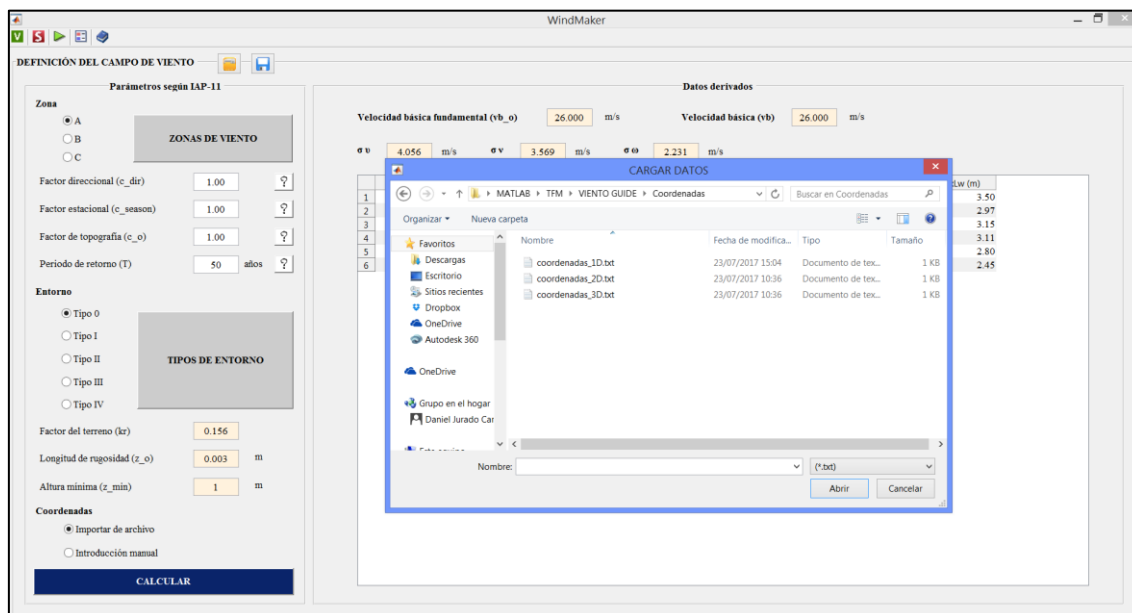 WindMaker
V S
DEFINICIÓN DEL CAMPO DE VIENTO
Parámetros según IAP-11
Zona
A
B
C
ZONAS DE VIENTO
Factor direccional (c_dir) 1.00 ?
Factor estacional (c_season) 1.00 ?
Factor de topografía (c_o) 1.00 ?
Periodo de retorno (T) 50 años ?
Entorno
Tipo 0
Tipo I
Tipo II
Tipo III
Tipo IV
TIPOS DE ENTORNO
Factor del terreno (kr) 0.156
Longitud de rugosidad (z_o) 0.003 m
Altura mínima (z_min) 1 m
Coordenadas
Importar de archivo
Introducción manual
CALCULAR
Datos derivados
Velocidad básica fundamental (vb_o) 26.000 m/s Velocidad básica (vb) 26.000 m/s
σ υ 4.056 m/s σ v 3.569 m/s σ ω 2.231 m/s
Lw (m)
1 3.50
2 2.97
3 3.15
4 3.11
5 2.80
6 2.45
CARGAR DATOS
MATLAB TFM VIENTO GUIDE Coordenadas Buscar en Coordenadas
Organizar Nueva carpeta
Favoritos
Descargas
Escritorio
Sitios recientes
Dropbox
OneDrive
Autodesk 360
OneDrive
Grupo en el hogar
Daniel Jurado Car
Nombre Fecha de modifica... Tipo Tamaño
coordenadas_1D.txt 23/07/2017 15:04 Documento de tex... 1 KB
coordenadas_2D.txt 23/07/2017 10:36 Documento de tex... 1 KB
coordenadas_3D.txt 23/07/2017 10:36 Documento de tex... 1 KB
Nombre: (*.txt)
Abrir Cancelar